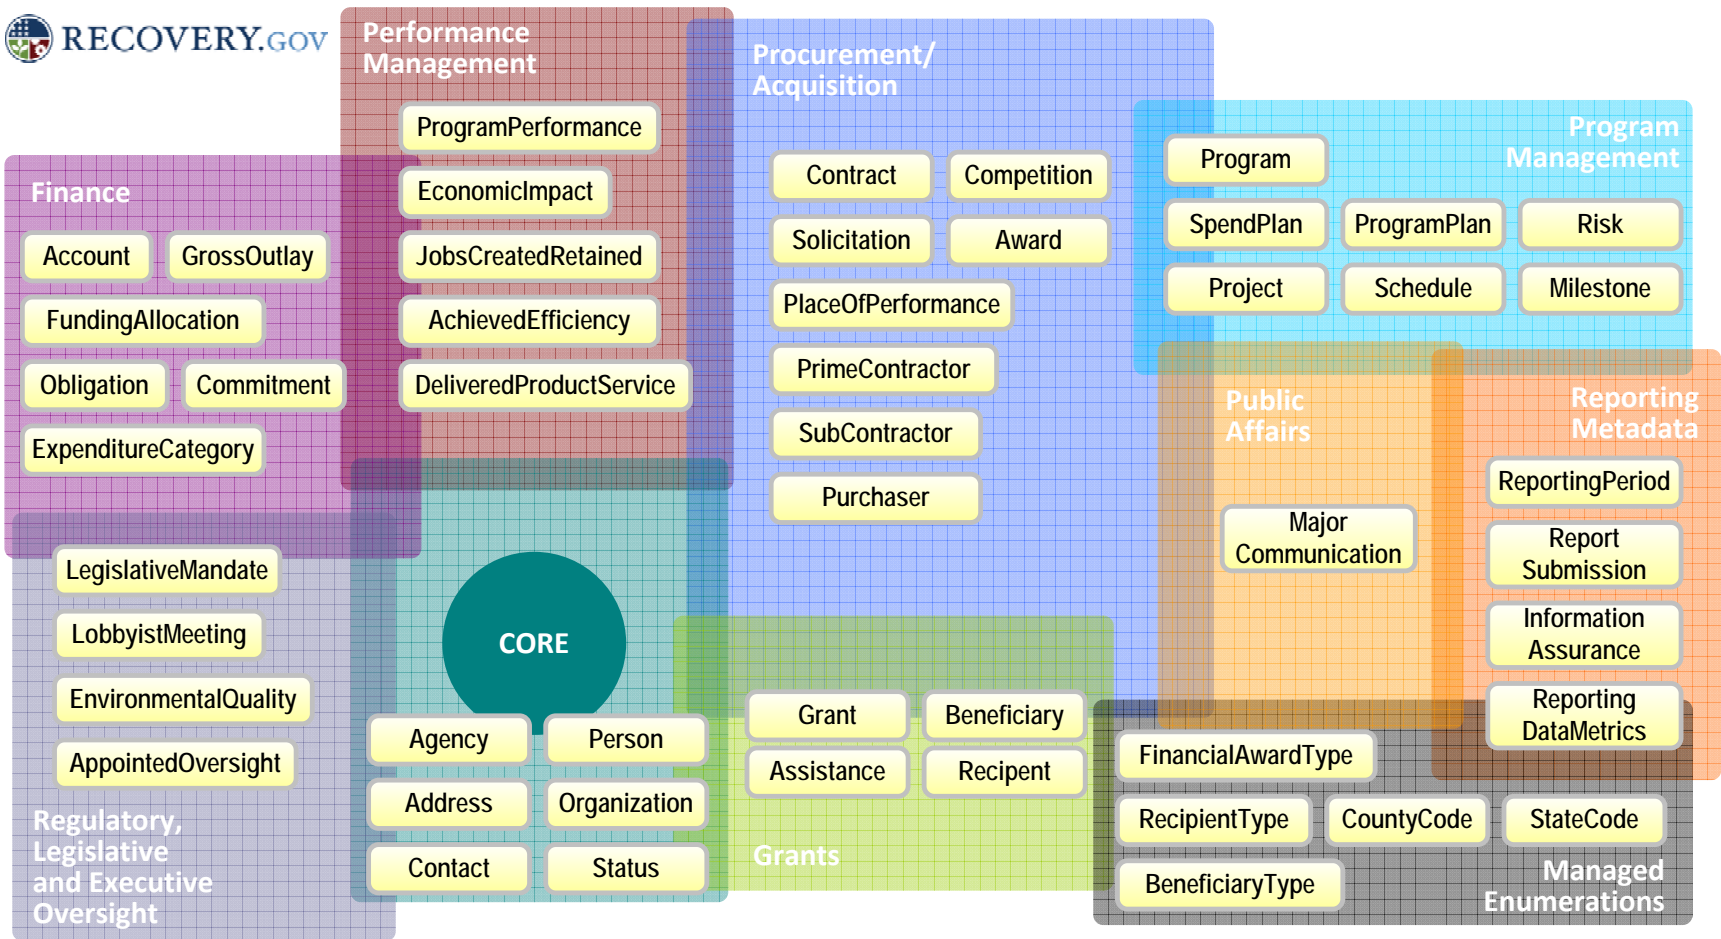 RECOVERY.GOV
Performance
Management
ProgramPerformance
EconomicImpact
JobsCreatedRetained
AchievedEfficiency
DeliveredProductService
Procurement/
Acquisition
Contract
Competition
Solicitation
Award
PlaceOfPerformance
PrimeContractor
SubContractor
Purchaser
Program
Management
Program
SpendPlan
ProgramPlan
Risk
Project
Schedule
Milestone
Finance
Account
GrossOutlay
FundingAllocation
Obligation
Commitment
ExpenditureCategory
Public
Affairs
Major
Communication
Reporting
Metadata
ReportingPeriod
Report
Submission
Information
Assurance
Reporting
DataMetrics
LegislativeMandate
LobbyistMeeting
EnvironmentalQuality
AppointedOversight
Regulatory,
Legislative
and Executive
Oversight
CORE
Agency
Person
Address
Organization
Contact
Status
Grant
Beneficiary
Assistance
Recipent
Grants
FinancialAwardType
RecipientType
CountyCode
StateCode
BeneficiaryType
Managed
Enumerations